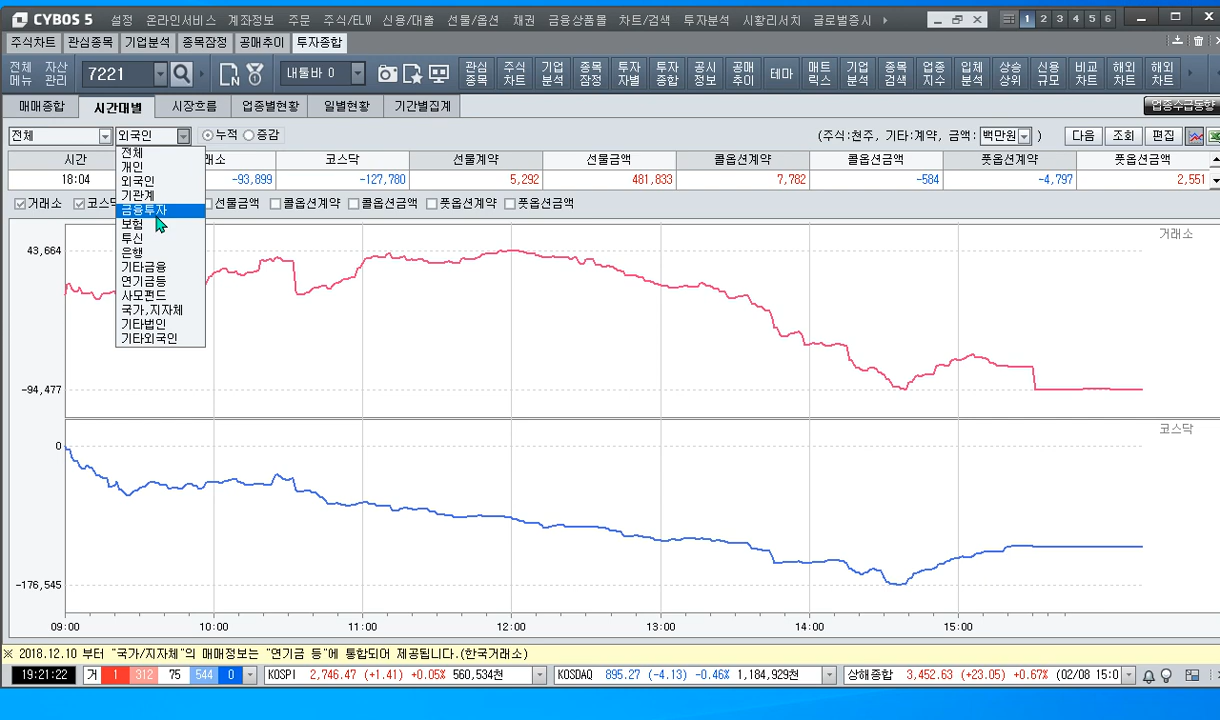 CYBOS 5 설정 온라인서비스 계좌정보 주문 주식/ELW 신용/대출 선물/옵션 채권 금융상품몰 차트/검색 투자분석 시황리서치 글로벌증시 1 2 3 4 5 6
주식차트 관심종목 기업분석 종목잠정 공매추이 투자종합
전체메뉴 자산관리 7221 내툴바 0 관심종목 주식차트 기업분석 종목잠정 투자자별 투자종합 공시정보 공매추이 테마 매트릭스 기업분석 종목검색 업종지수 입체분석 상승상위 신용규모 비교차트 해외차트 해외차트
매매종합 시간대별 시장흐름 업종별현황 일별현황 기간별집계 업종수급동향
전체 외국인 누적 증감 (주식:천주, 기타:계약, 금액: 백만원 ) 다음 조회 편집
시간 래소 코스닥 선물계약 선물금액 콜옵션계약 콜옵션금액 풋옵션계약 풋옵션금액
18:04 -93,899 -127,780 5,292 481,833 7,782 -584 -4,797 2,551
거래소 코스닥 선물금액 콜옵션계약 콜옵션금액 풋옵션계약 풋옵션금액
전체
개인
외국인
기관계
금융투자
보험
투신
은행
기타금융
연기금등
사모펀드
국가,지자체
기타법인
기타외국인
거래소
43,664
-94,477
코스닥
0
-176,545
09:00 10:00 11:00 12:00 13:00 14:00 15:00
※ 2018.12.10 부터 "국가/지자체"의 매매정보는 "연기금 등"에 통합되어 제공됩니다.(한국거래소)
19:21:22 거 1 312 75 544 0 KOSPI 2,746.47 (+1.41) +0.05% 560,534천 KOSDAQ 895.27 (-4.13) -0.46% 1,184,929천 상해종합 3,452.63 (+23.05) +0.67% (02/08 15:0